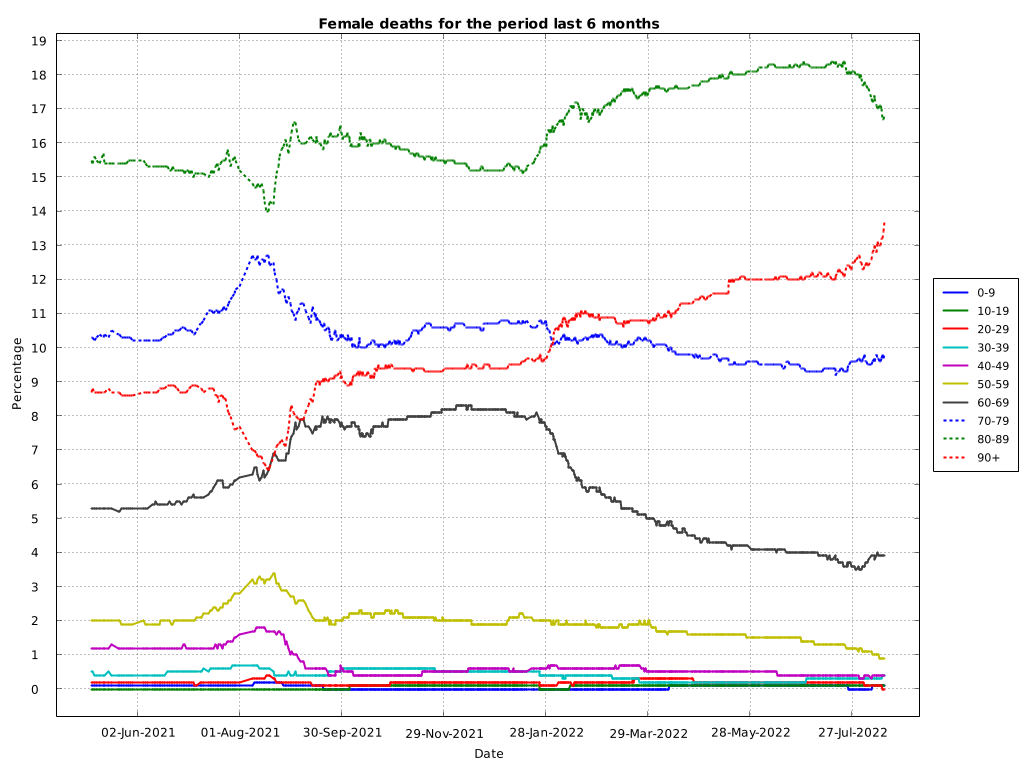 Female deaths for the period last 6 months
19
18
17
16
15
14
13
12
11
10
9
8
7
6
5
4
3
2
1
0
Percentage
02-Jun-2021
01-Aug-2021
30-Sep-2021
29-Nov-2021
28-Jan-2022
29-Mar-2022
28-May-2022
27-Jul-2022
Date
0-9
10-19
20-29
30-39
40-49
50-59
60-69
70-79
80-89
90+